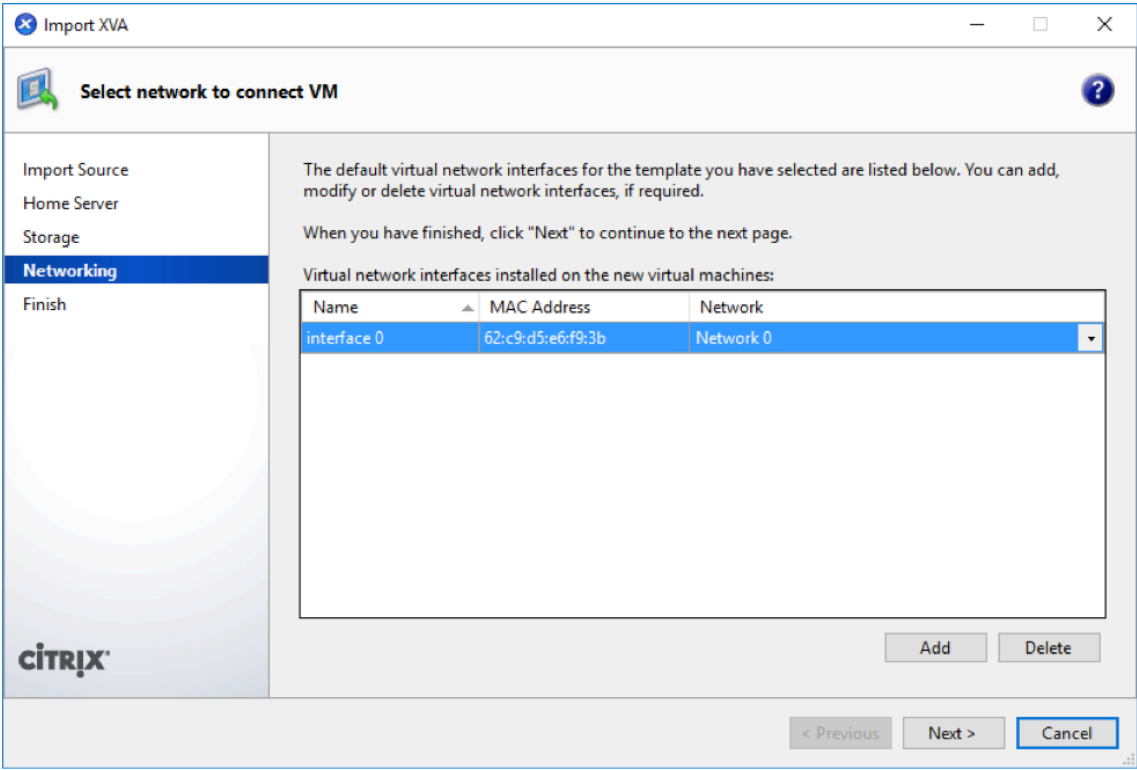 Import XVA
Select network to connect VM
?
Import Source
Home Server
Storage
Networking
Finish
The default virtual network interfaces for the template you have selected are listed below. You can add,
modify or delete virtual network interfaces, if required.
When you have finished, click "Next" to continue to the next page.
Virtual network interfaces installed on the new virtual machines:
Name MAC Address Network
interface 0 62:c9:d5:e6:f9:3b Network 0
Add Delete
CİTRIX
< Previous Next > Cancel